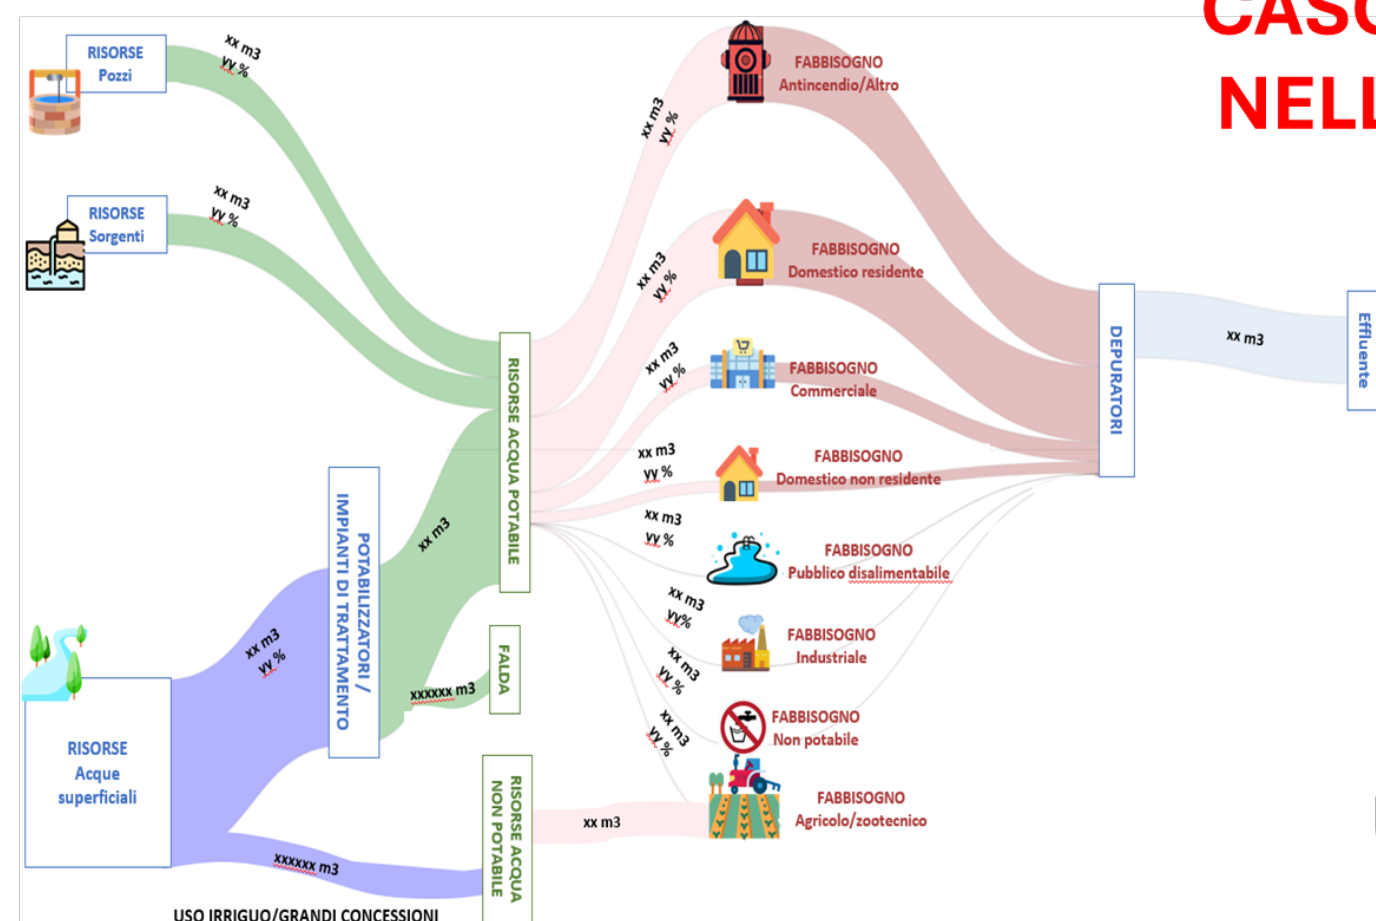 CASC
NELL
RISORSE
Pozzi
xx m3
yy %
RISORSE
Sorgenti
xx m3
yy %
RISORSE
Acque
superficiali
xx m3
yy %
xxxxxx m3
POTABILIZZATORI /
IMPIANTI DI TRATTAMENTO
xx m3
xxxxxx m3
FALDA
RISORSE ACQUA POTABILE
RISORSE ACQUA
NON POTABILE
USO IRRIGUO/GRANDI CONCESSIONI
xx m3
yy %
FABBISOGNO
Antincendio/Altro
xx m3
yy %
FABBISOGNO
Domestico residente
xx m3
yy %
FABBISOGNO
Commerciale
xx m3
yy %
FABBISOGNO
Domestico non residente
xx m3
yy %
FABBISOGNO
Pubblico disalimentabile
xx m3
yy%
FABBISOGNO
Industriale
xx m3
yy %
FABBISOGNO
Non potabile
xx m3
yy %
xx m3
FABBISOGNO
Agricolo/zootecnico
DEPURATORI
xx m3
Effluente